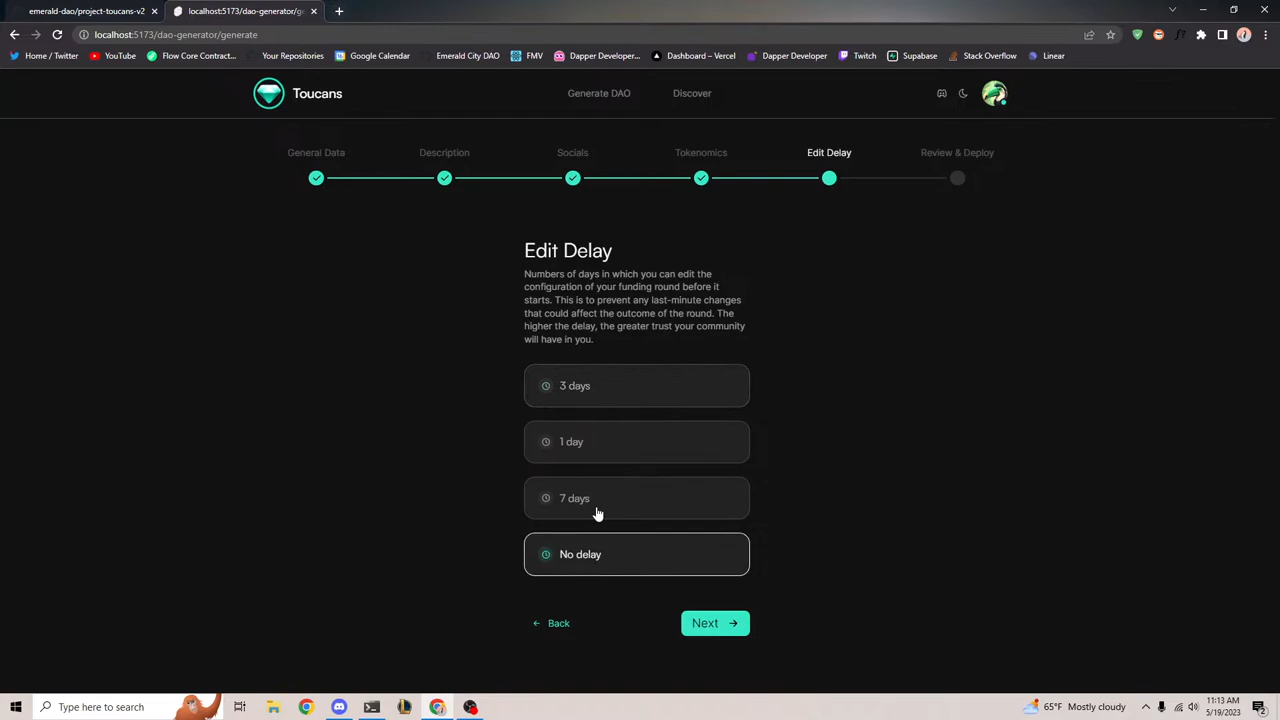 emerald-dao/project-toucans-v2
localhost:5173/dao-generator/ge
localhost:5173/dao-generator/generate
Home / Twitter
YouTube
Flow Core Contract...
Your Repositories
Google Calendar
Emerald City DAO
FMV
Dapper Developer...
Dashboard – Vercel
Dapper Developer
Twitch
Supabase
Stack Overflow
Linear
Toucans
Generate DAO
Discover
General Data
Description
Socials
Tokenomics
Edit Delay
Review & Deploy
Edit Delay
Numbers of days in which you can edit the
configuration of your funding round before it
starts. This is to prevent any last-minute changes
that could affect the outcome of the round. The
higher the delay, the greater trust your community
will have in you.
3 days
1 day
7 days
No delay
Back
Next
Type here to search
65°F Mostly cloudy
11:13 AM
5/19/2023
2